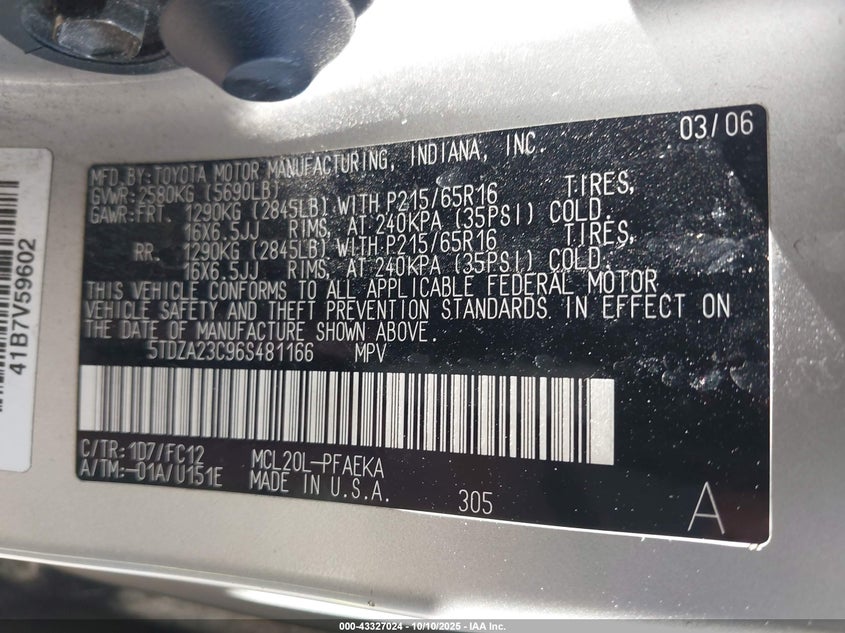 03/06
MFD.BY:TOYOTA MOTOR MANUFACTURING, INDIANA, INC.
GVWR:2580KG (5690LB)
GAWR:FRT. 1290KG (2845LB) WITH P215/65R16 TIRES,
16X6.5JJ RIMS, AT 240KPA (35PSI) COLD.
RR. 1290KG (2845LB) WITH P215/65R16 TIRES,
16X6.5JJ RIMS, AT 240KPA (35PSI) COLD.
THIS VEHICLE CONFORMS TO ALL APPLICABLE FEDERAL MOTOR
VEHICLE SAFETY AND THEFT PREVENTION STANDARDS IN EFFECT ON
THE DATE OF MANUFACTURE SHOWN ABOVE.
5TDZA23C96S481166 MPV
C/TR:1D7/FC12 MCL20L-PFAEKA
A/TM:-01A/U151E MADE IN U.S.A. 305 A
41B7V59602
000-43327024 - 10/10/2025 - IAA Inc.